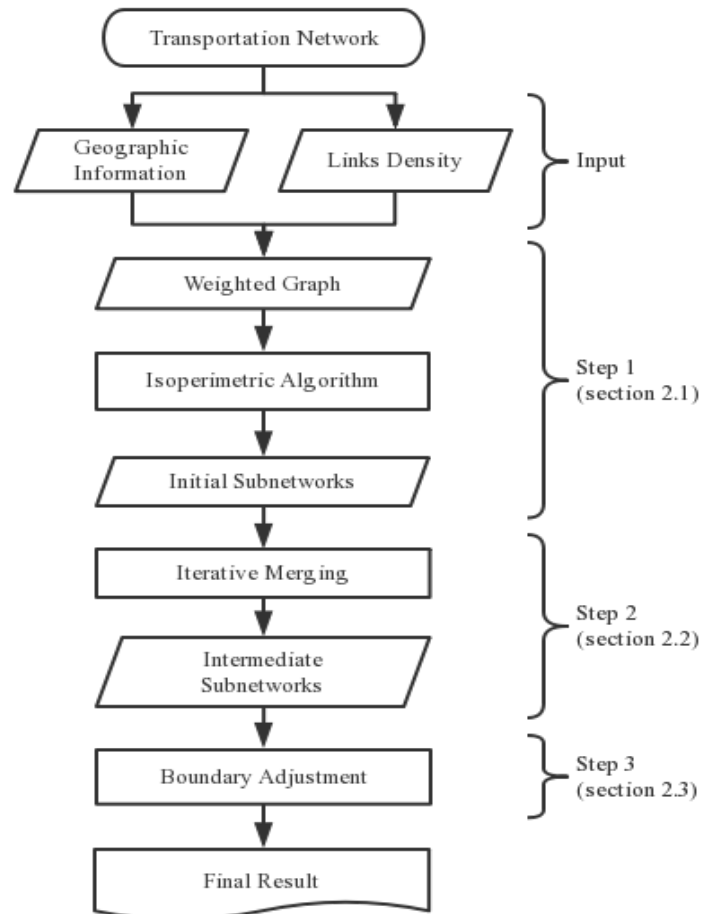 Transportation Network
Geographic
Information
Links Density
Input
Weighted Graph
Isoperimetric Algorithm
Step 1
(section 2.1)
Initial Subnetworks
Iterative Merging
Step 2
(section 2.2)
Intermediate
Subnetworks
Boundary Adjustment
Step 3
(section 2.3)
Final Result